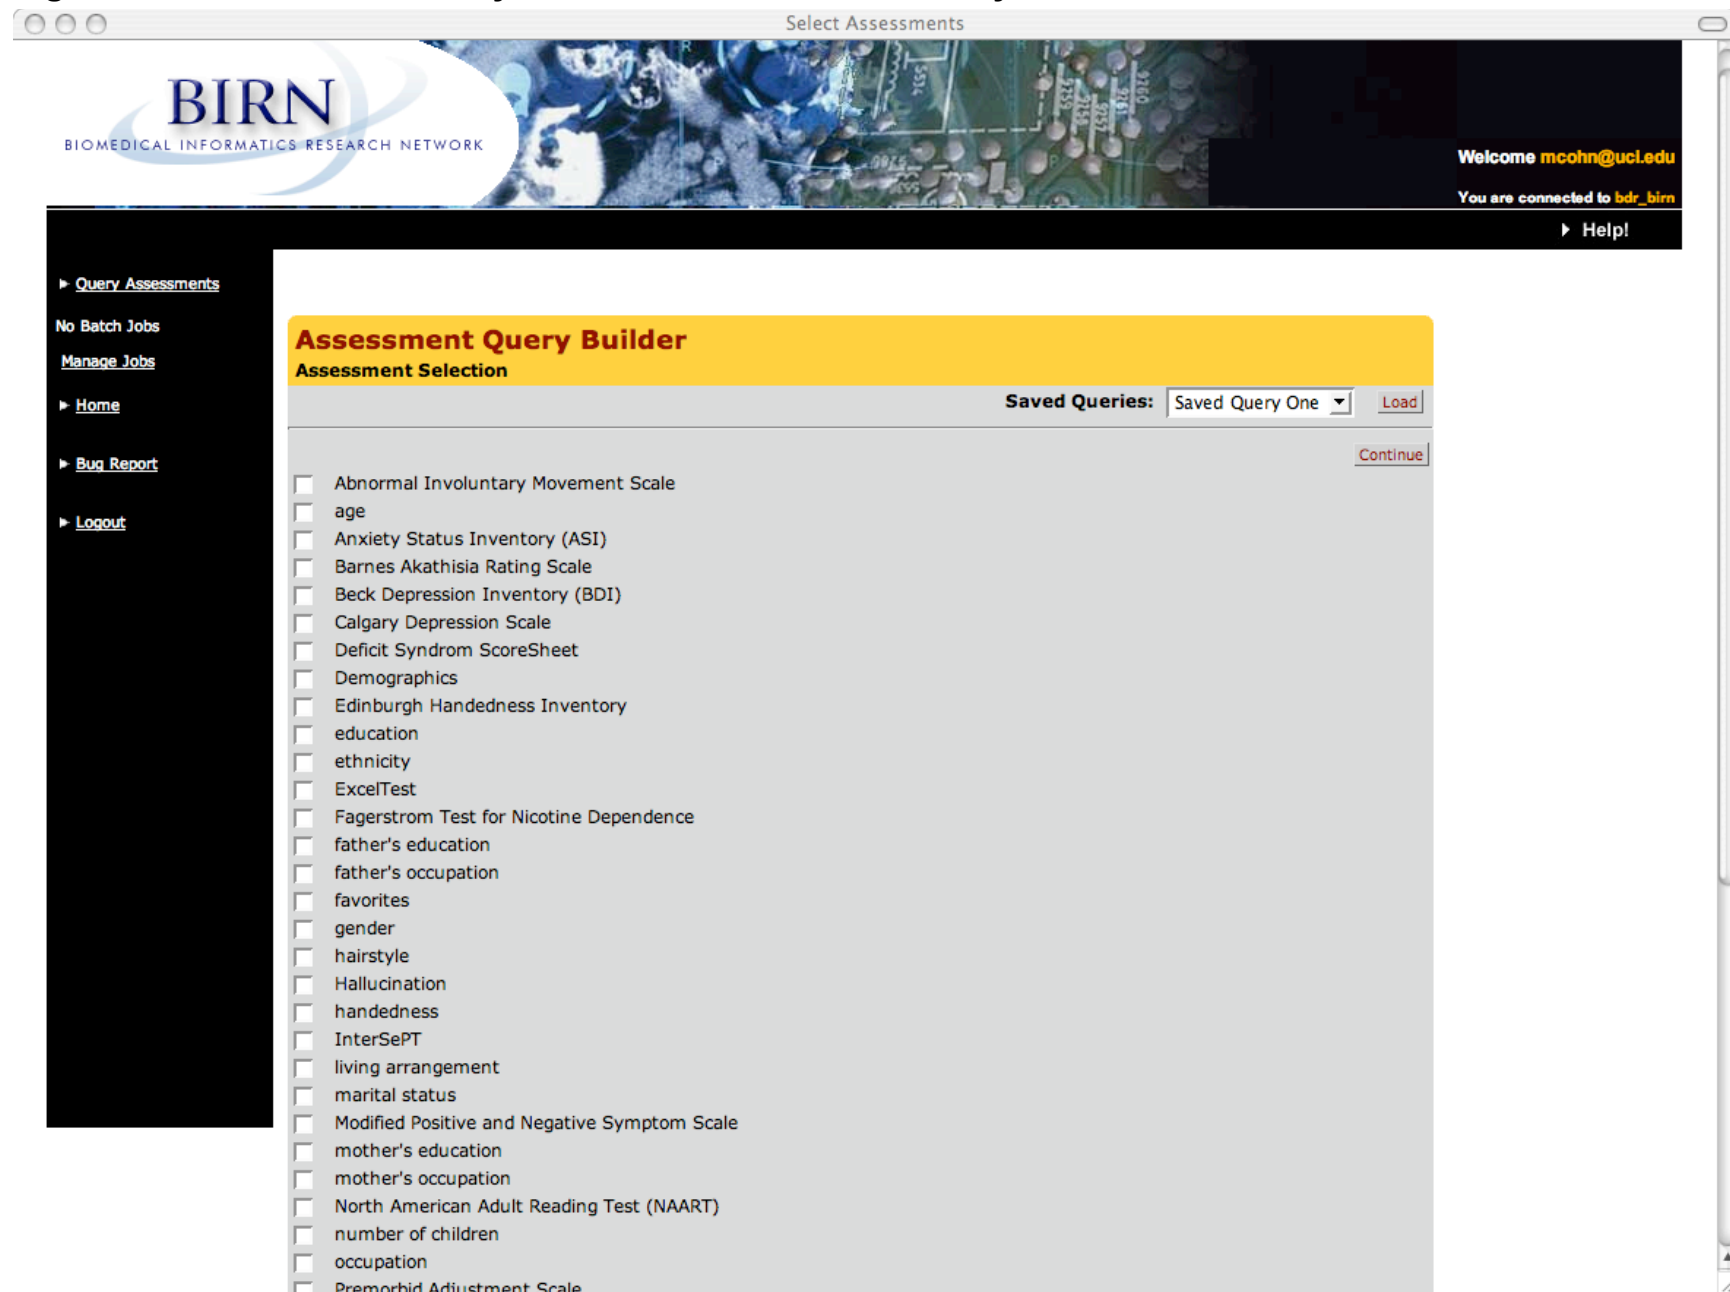 Select Assessments
BIRN
BIOMEDICAL INFORMATICS RESEARCH NETWORK
Welcome mcohn@ucl.edu
You are connected to bdr_birn
Help!
Query Assessments
No Batch Jobs
Manage Jobs
Home
Bug Report
Logout
Assessment Query Builder
Assessment Selection
Saved Queries: Saved Query One Load
Continue
Abnormal Involuntary Movement Scale
age
Anxiety Status Inventory (ASI)
Barnes Akathisia Rating Scale
Beck Depression Inventory (BDI)
Calgary Depression Scale
Deficit Syndrom ScoreSheet
Demographics
Edinburgh Handedness Inventory
education
ethnicity
ExcelTest
Fagerstrom Test for Nicotine Dependence
father's education
father's occupation
favorites
gender
hairstyle
Hallucination
handedness
InterSePT
living arrangement
marital status
Modified Positive and Negative Symptom Scale
mother's education
mother's occupation
North American Adult Reading Test (NAART)
number of children
occupation
Premorbid Adjustment Scale